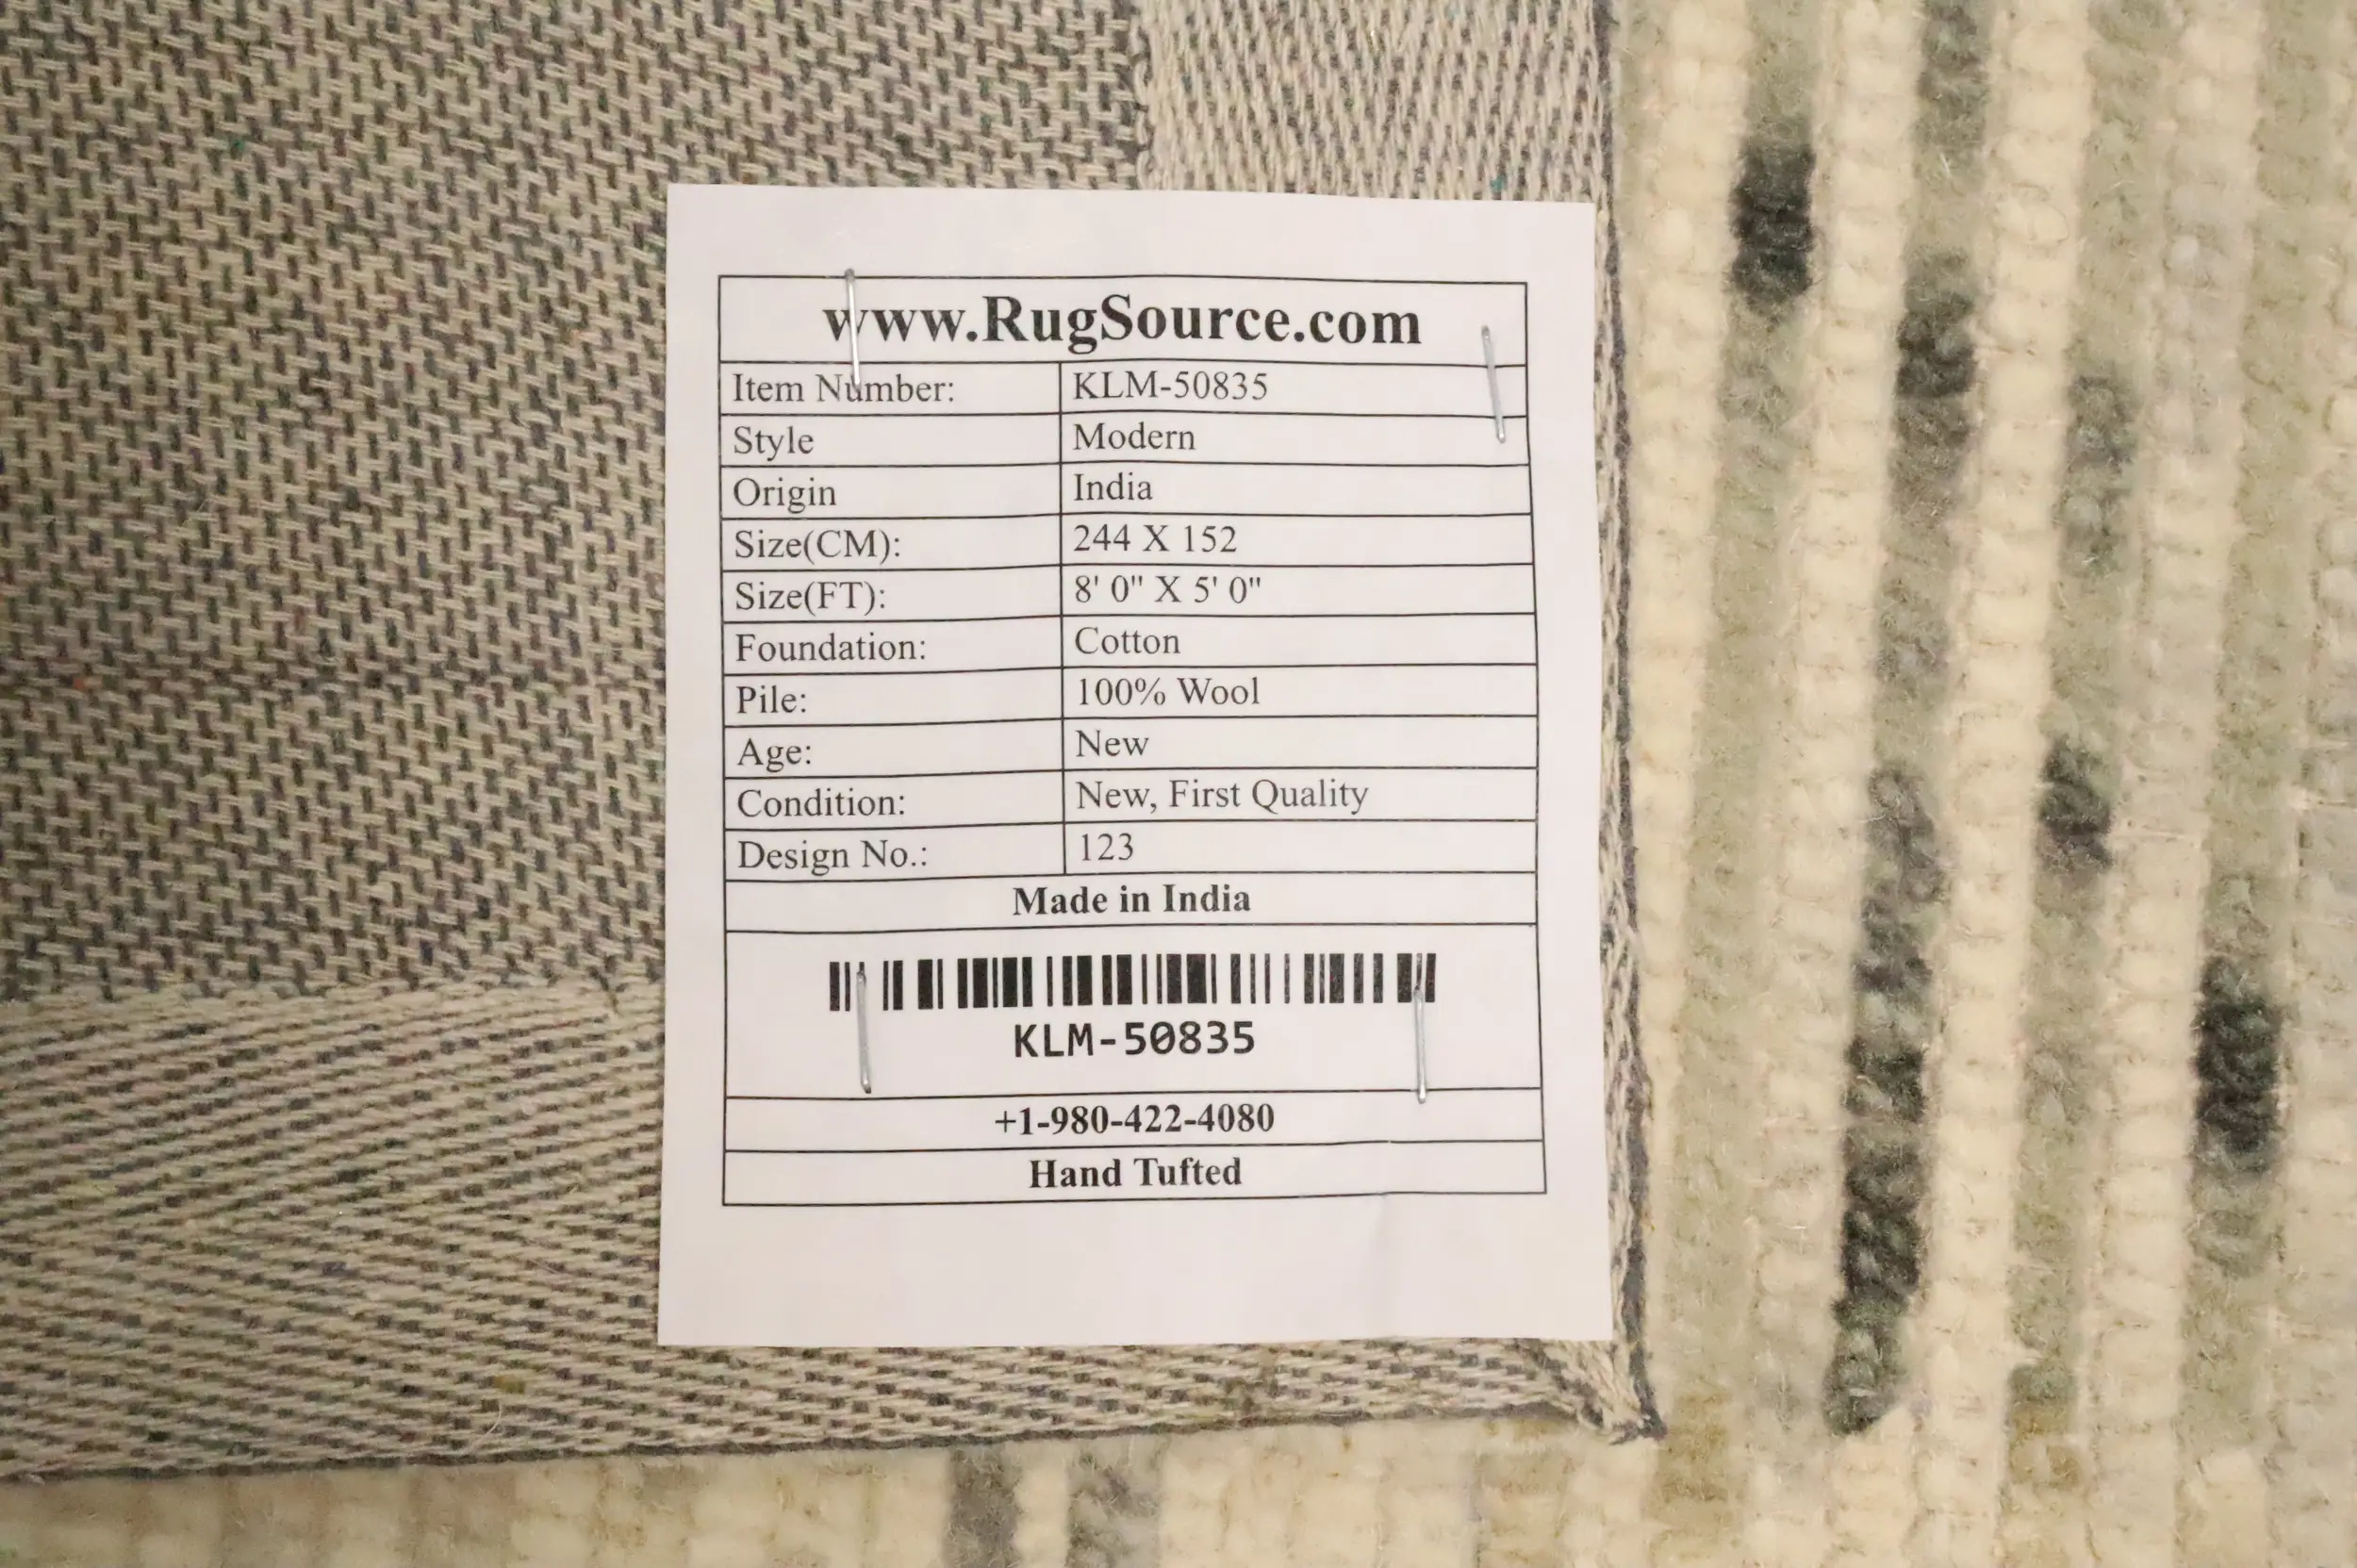 www.RugSource.com
Item Number: KLM-50835
Style Modern
Origin India
Size(CM): 244 X 152
Size(FT): 8' 0" X 5' 0"
Foundation: Cotton
Pile: 100% Wool
Age: New
Condition: New, First Quality
Design No.: 123
Made in India
KLM-50835
+1-980-422-4080
Hand Tufted